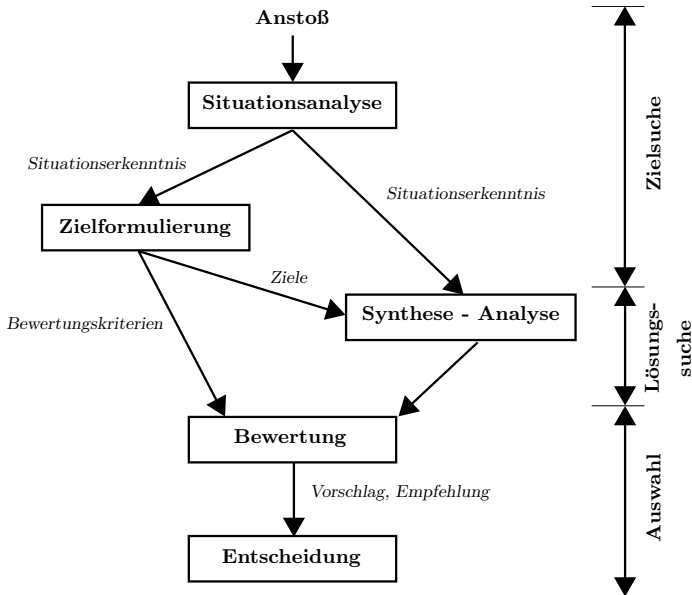 Anstoß
Situationsanalyse
Situationserkenntnis
Situationserkenntnis
Zielformulierung
Ziele
Synthese - Analyse
Bewertungskriterien
Bewertung
Vorschlag, Empfehlung
Entscheidung
Zielsuche
Lösungs-
suche
Auswahl